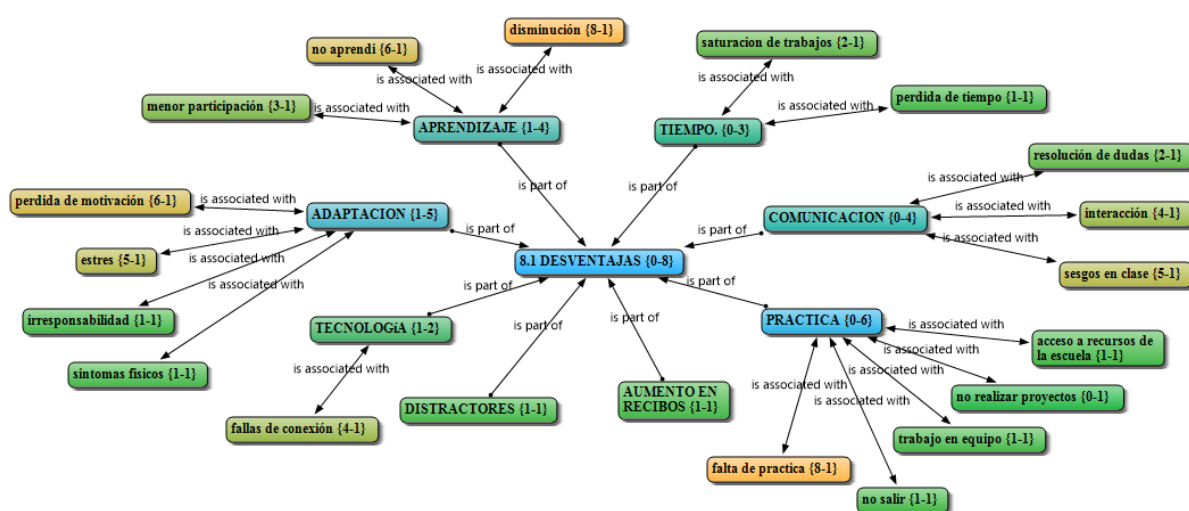 disminución {8-1}
no aprendi {6-1}
saturacion de trabajos {2-1}
is associated with
is associated with
is associated with
menor participación {3-1}
is associated with
perdida de tiempo {1-1}
is associated with
APRENDIZAJE {1-4}
TIEMPO. {0-3}
resolución de dudas {2-1}
is part of
is part of
is associated with
perdida de motivación {6-1}
is associated with
ADAPTACION {1-5}
COMUNICACION {0-4}
is associated with
interacción {4-1}
is associated with
is part of
is part of
is associated with
estres {5-1}
is associated with
8.1 DESVENTAJAS {0-8}
sesgos en clase {5-1}
is associated with
irresponsabilidad {1-1}
is part of
is part of
is part of
TECNOLOGíA {1-2}
is part of
PRACTICA {0-6}
is associated with
acceso a recursos de
la escuela {1-1}
is associated with
sintomas fisicos {1-1}
is associated with
is associated with
is associated with
is associated with
AUMENTO EN
RECIBOS {1-1}
no realizar proyectos {0-1}
DISTRACTORES {1-1}
fallas de conexión {4-1}
trabajo en equipo {1-1}
falta de practica {8-1}
no salir {1-1}